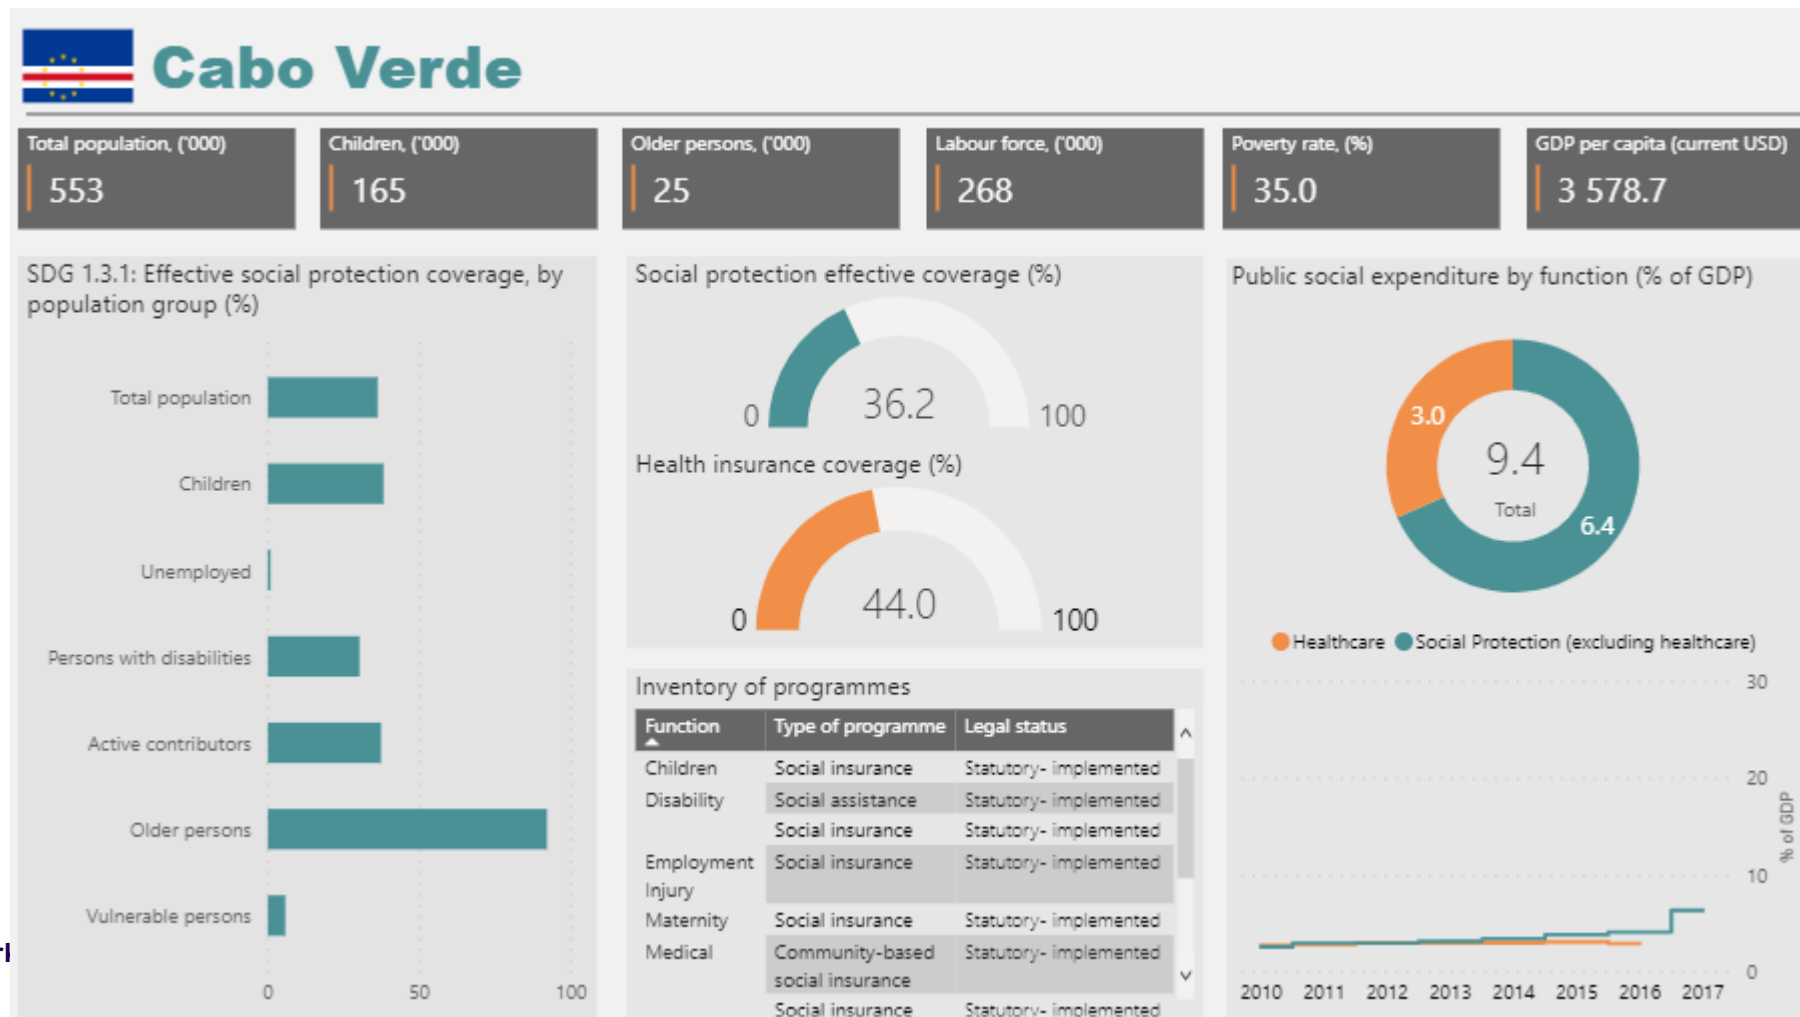 Cabo Verde
Total population, ('000)
553
Children, ('000)
165
Older persons, ('000)
25
Labour force, ('000)
268
Poverty rate, (%)
35.0
GDP per capita (current USD)
3 578.7
SDG 1.3.1: Effective social protection coverage, by
population group (%)
Total population
Children
Unemployed
Persons with disabilities
Active contributors
Older persons
Vulnerable persons
0 50 100
Social protection effective coverage (%)
36.2
0 100
Health insurance coverage (%)
44.0
0 100
Inventory of programmes
Function Type of programme Legal status
Children Social insurance Statutory- implemented
Disability Social assistance Statutory- implemented
Social insurance Statutory- implemented
Employment Social insurance Statutory- implemented
Injury
Maternity Social insurance Statutory- implemented
Medical Community-based Statutory- implemented
social insurance
Social insurance Statutory- implemented
Public social expenditure by function (% of GDP)
3.0
9.4
Total
6.4
Healthcare Social Protection (excluding healthcare)
30
20
10
0
% of GDP
2010 2011 2012 2013 2014 2015 2016 2017